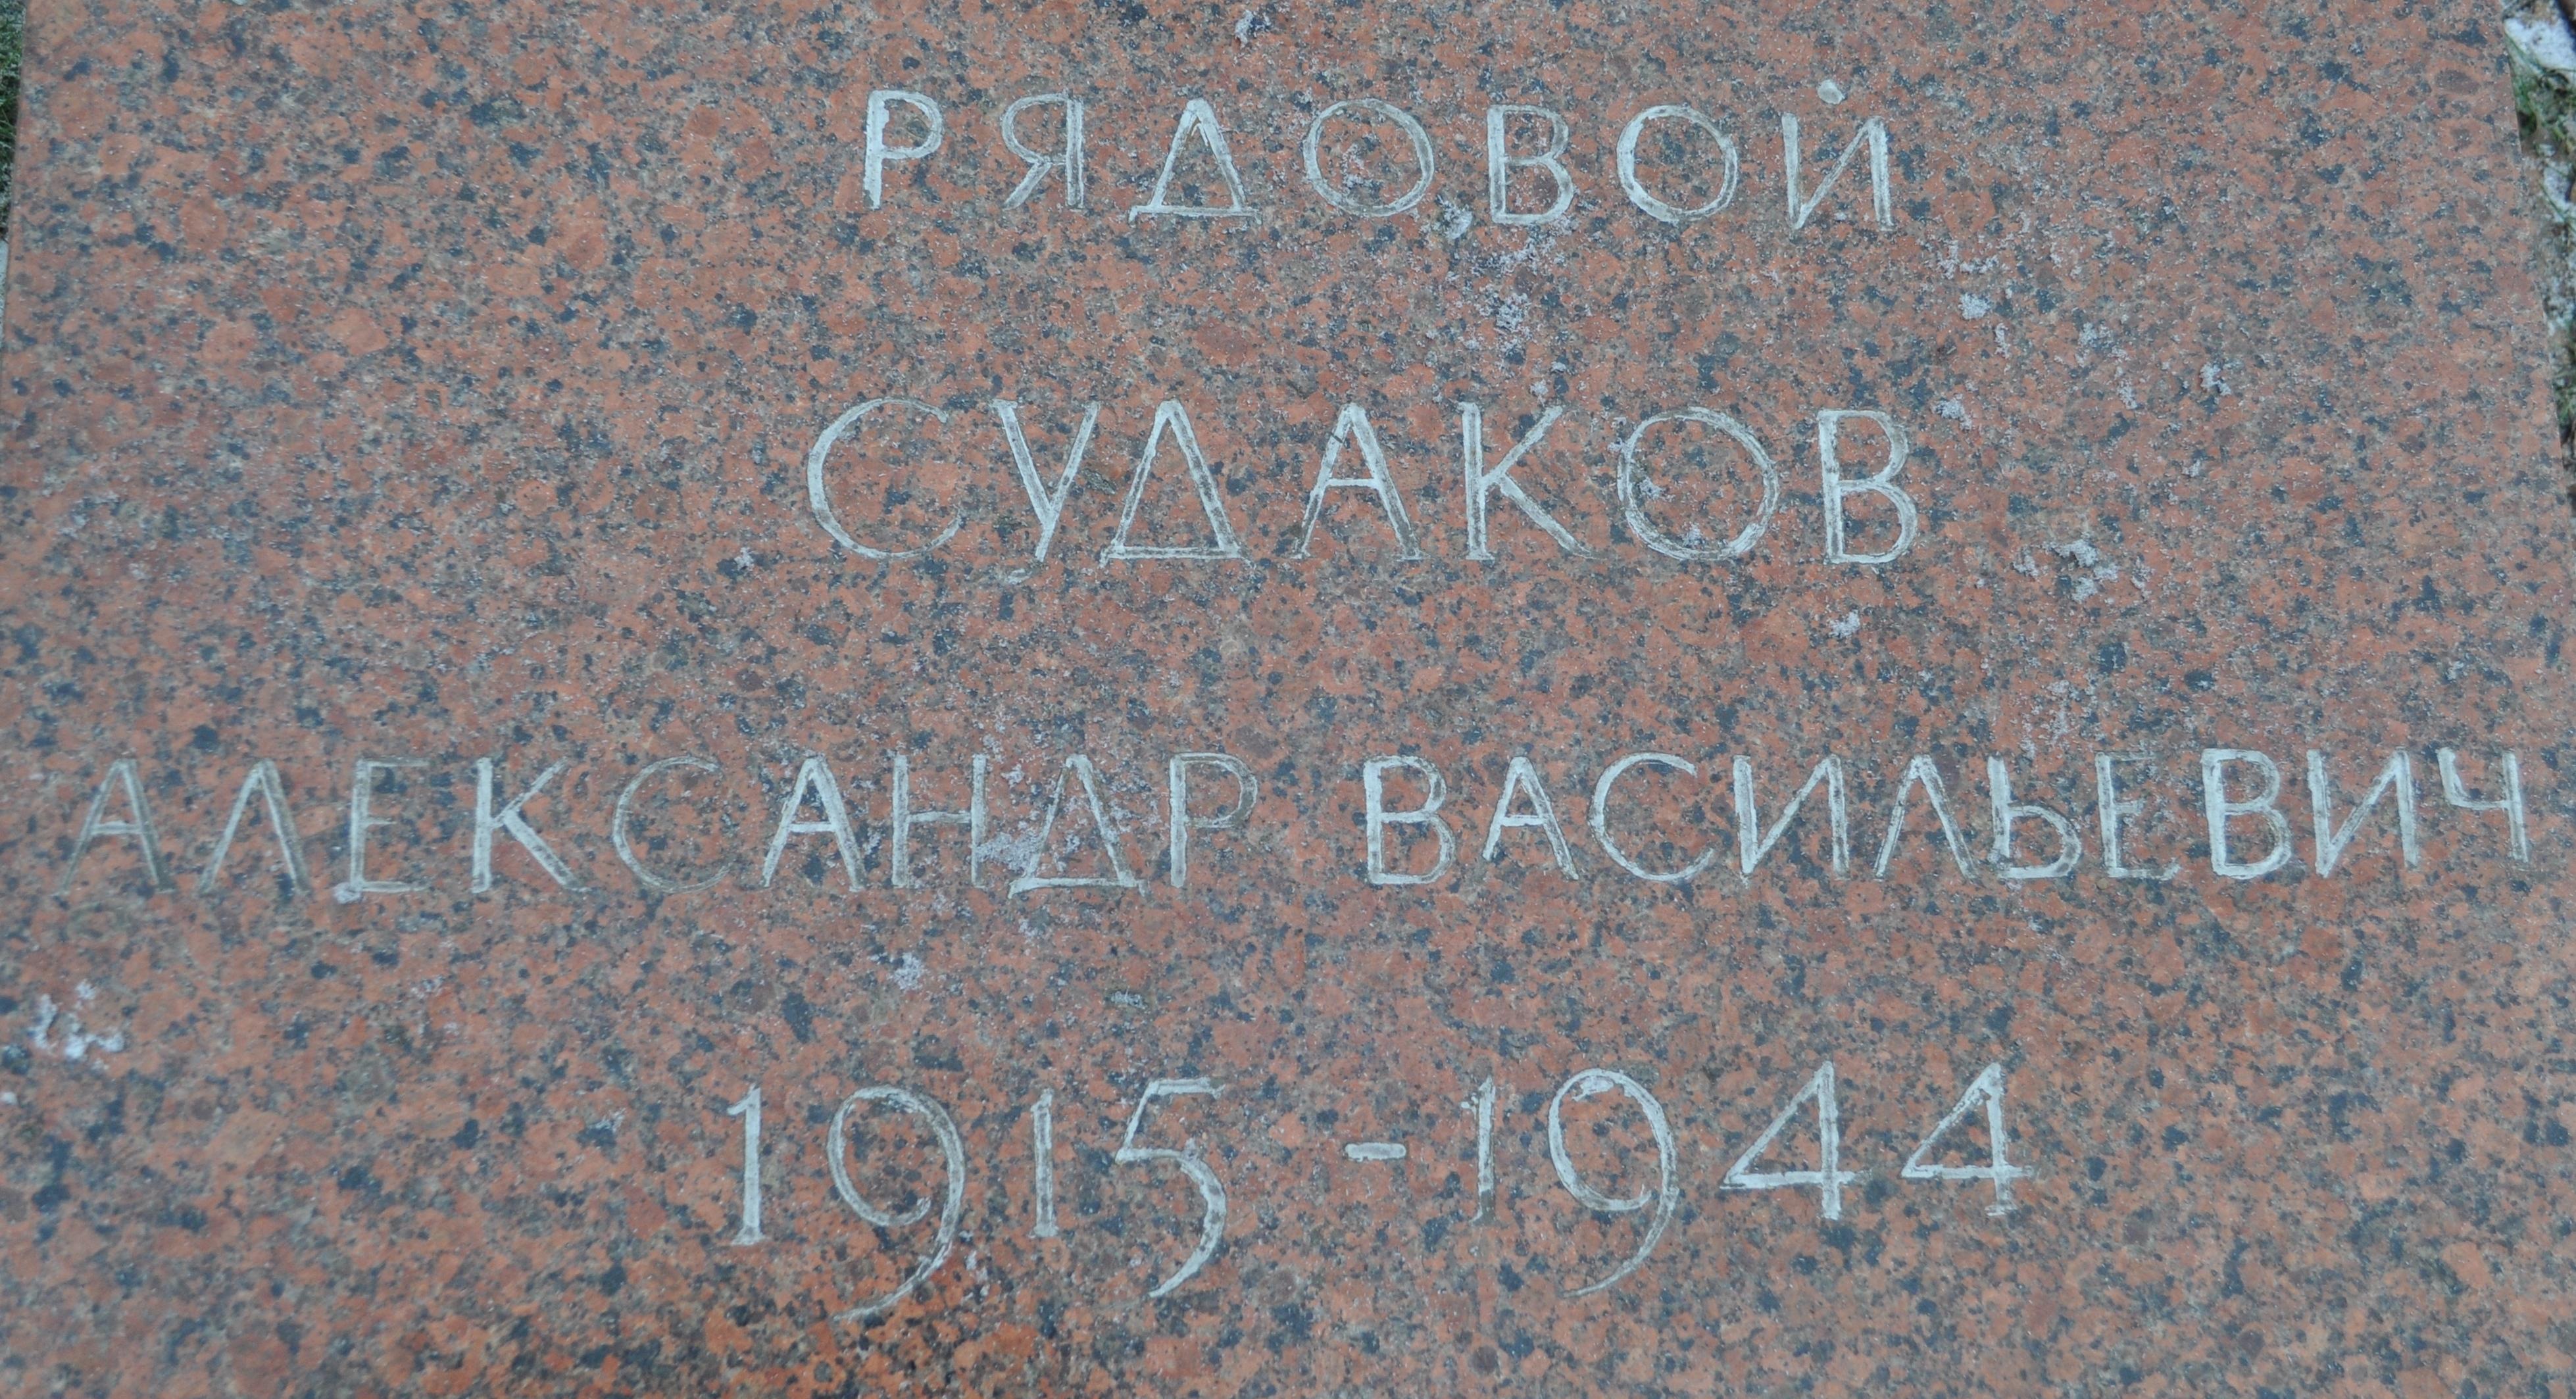 РЯДОВОЙ
СУДАКОВ
АЛЕКСАНДР ВАСИЛЬЕВИЧ
1915 - 1944